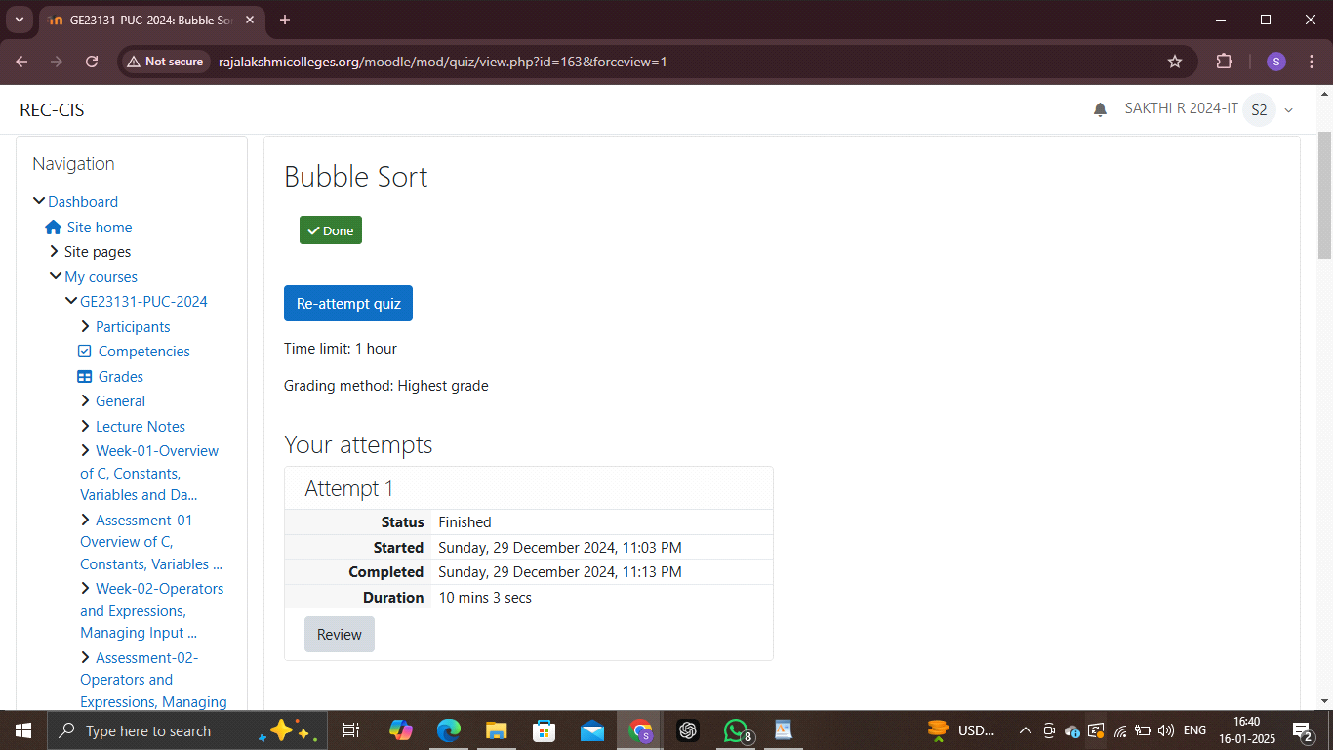 GE23131-PUC-2024: Bubble Sor
Not secure
rajalakshmicolleges.org/moodle/mod/quiz/view.php?id=163&forceview=1
S
REC-CIS
SAKTHI R 2024-IT
S2
Navigation
Dashboard
Site home
Site pages
My courses
GE23131-PUC-2024
Participants
Competencies
Grades
General
Lecture Notes
Week-01-Overview
of C, Constants,
Variables and Da...
Assessment-01
Overview of C,
Constants, Variables ...
Week-02-Operators
and Expressions,
Managing Input ...
Assessment-02-
Operators and
Expressions, Managing
Bubble Sort
Done
Re-attempt quiz
Time limit: 1 hour
Grading method: Highest grade
Your attempts
Attempt 1
Status Finished
Started Sunday, 29 December 2024, 11:03 PM
Completed Sunday, 29 December 2024, 11:13 PM
Duration 10 mins 3 secs
Review
Type here to search
S
8
USD...
ENG
16:40
16-01-2025
2